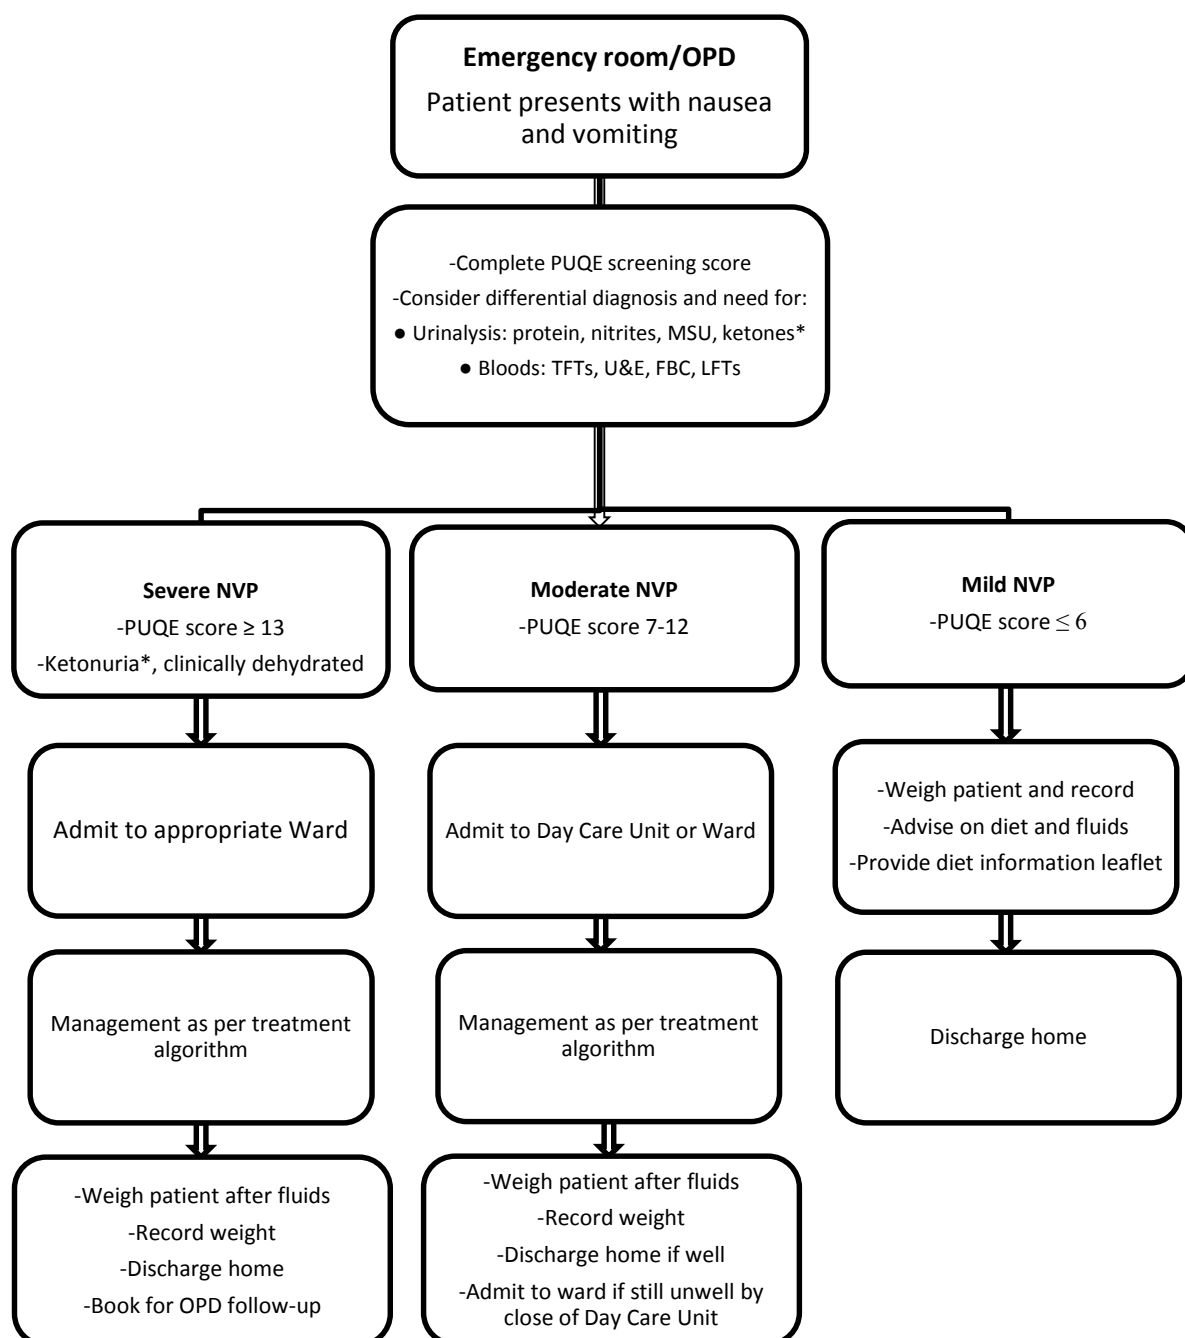 Emergency room/OPD
Patient presents with nausea
and vomiting
-Complete PUQE screening score
-Consider differential diagnosis and need for:
● Urinalysis: protein, nitrites, MSU, ketones*
● Bloods: TFTs, U&E, FBC, LFTs
Severe NVP
-PUQE score ≥ 13
-Ketonuria*, clinically dehydrated
Moderate NVP
-PUQE score 7-12
Mild NVP
-PUQE score ≤ 6
Admit to appropriate Ward
Admit to Day Care Unit or Ward
-Weigh patient and record
-Advise on diet and fluids
-Provide diet information leaflet
Management as per treatment
algorithm
Management as per treatment
algorithm
Discharge home
-Weigh patient after fluids
-Record weight
-Discharge home
-Book for OPD follow-up
-Weigh patient after fluids
-Record weight
-Discharge home if well
-Admit to ward if still unwell by
close of Day Care Unit